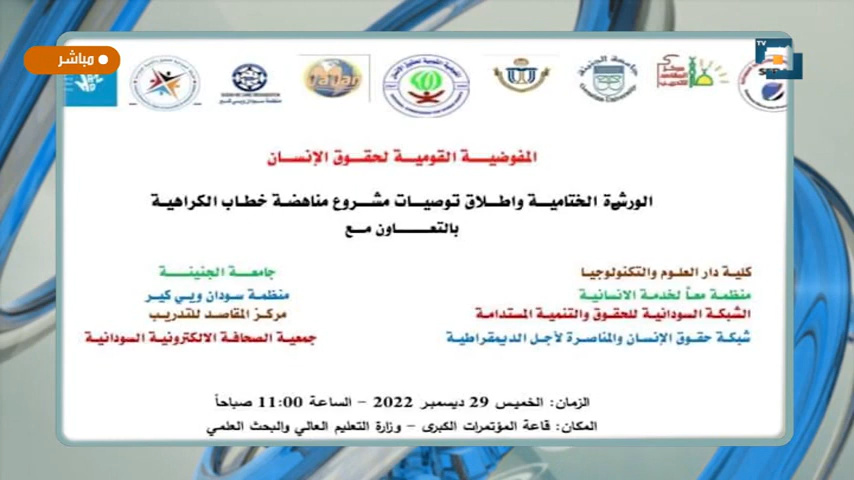 مباشر
TV
جامعة الجنينة
المفوضية القومية لحقوق الإنسان
الورشة الختامية واطلاق توصيات مشروع مناهضة خطاب الكراهية
بالتعاون مع
كلية دار العلوم والتكنولوجيا
منظمة معاً لخدمة الانسانية
الشبكة السودانية للحقوق والتنمية المستدامة
شبكة حقوق الإنسان والمناصرة لأجل الديمقراطية
جامعة الجنينة
منظمة سودان ويي كير
مركز المقاصد للتدريب
جمعية الصحافة الالكترونية السودانية
الزمان: الخميس 29 ديسمبر 2022 – الساعة 11:00 صباحاً
المكان: قاعة المؤتمرات الكبرى – وزارة التعليم العالي والبحث العلمي